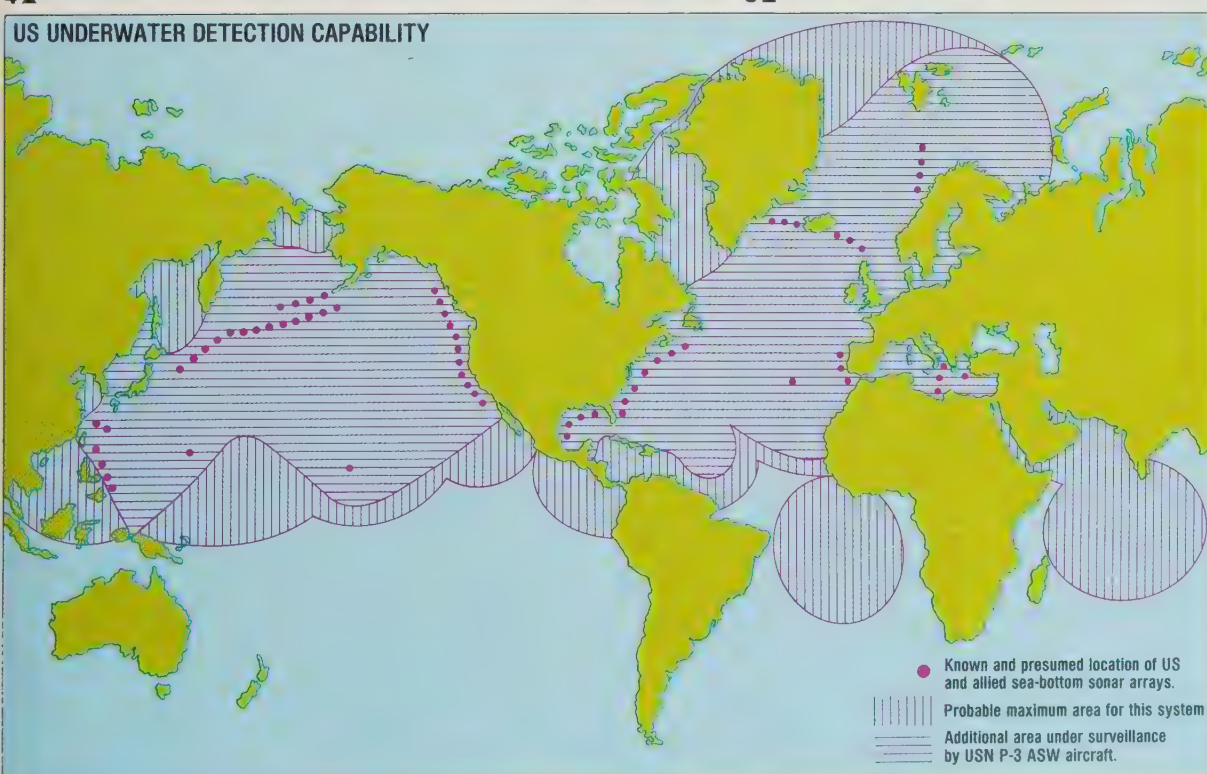 US UNDERWATER DETECTION CAPABILITY
Known and presumed location of US
and allied sea-bottom sonar arrays.
Probable maximum area for this system
Additional area under surveillance
by USN P-3 ASW aircraft.